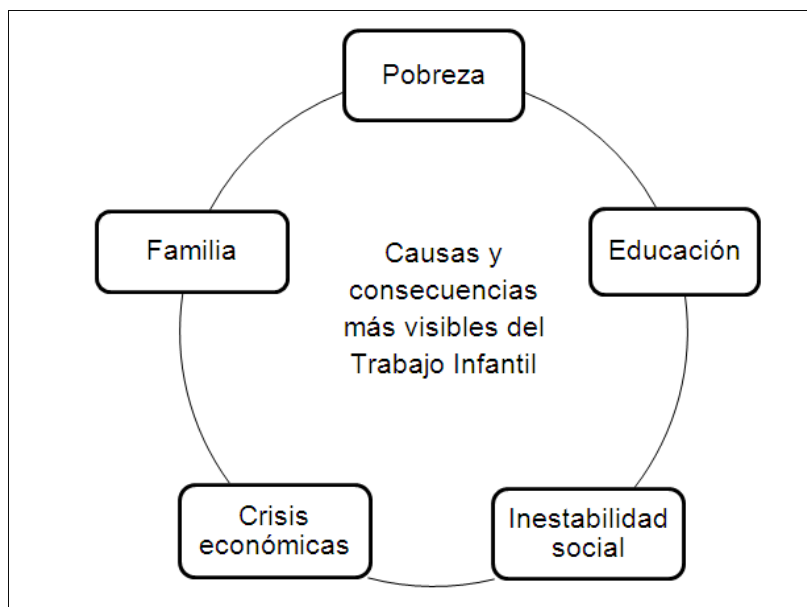 Pobreza
Familia
Educación
Causas y
consecuencias
más visibles del
Trabajo Infantil
Crisis
económicas
Inestabilidad
social